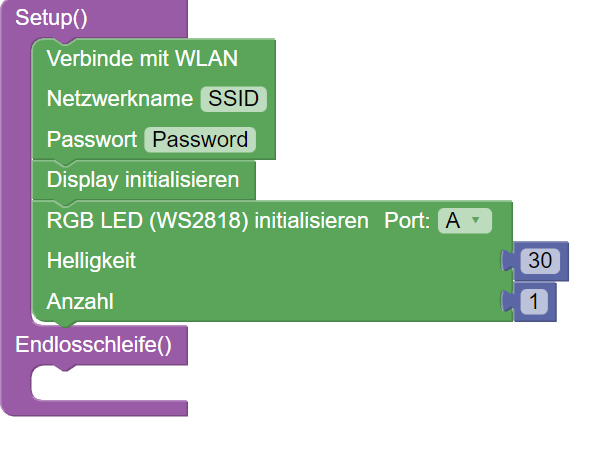 Setup()
Verbinde mit WLAN
Netzwerkname SSID
Passwort Password
Display initialisieren
RGB LED (WS2818) initialisieren Port: A
Helligkeit 30
Anzahl 1
Endlosschleife()